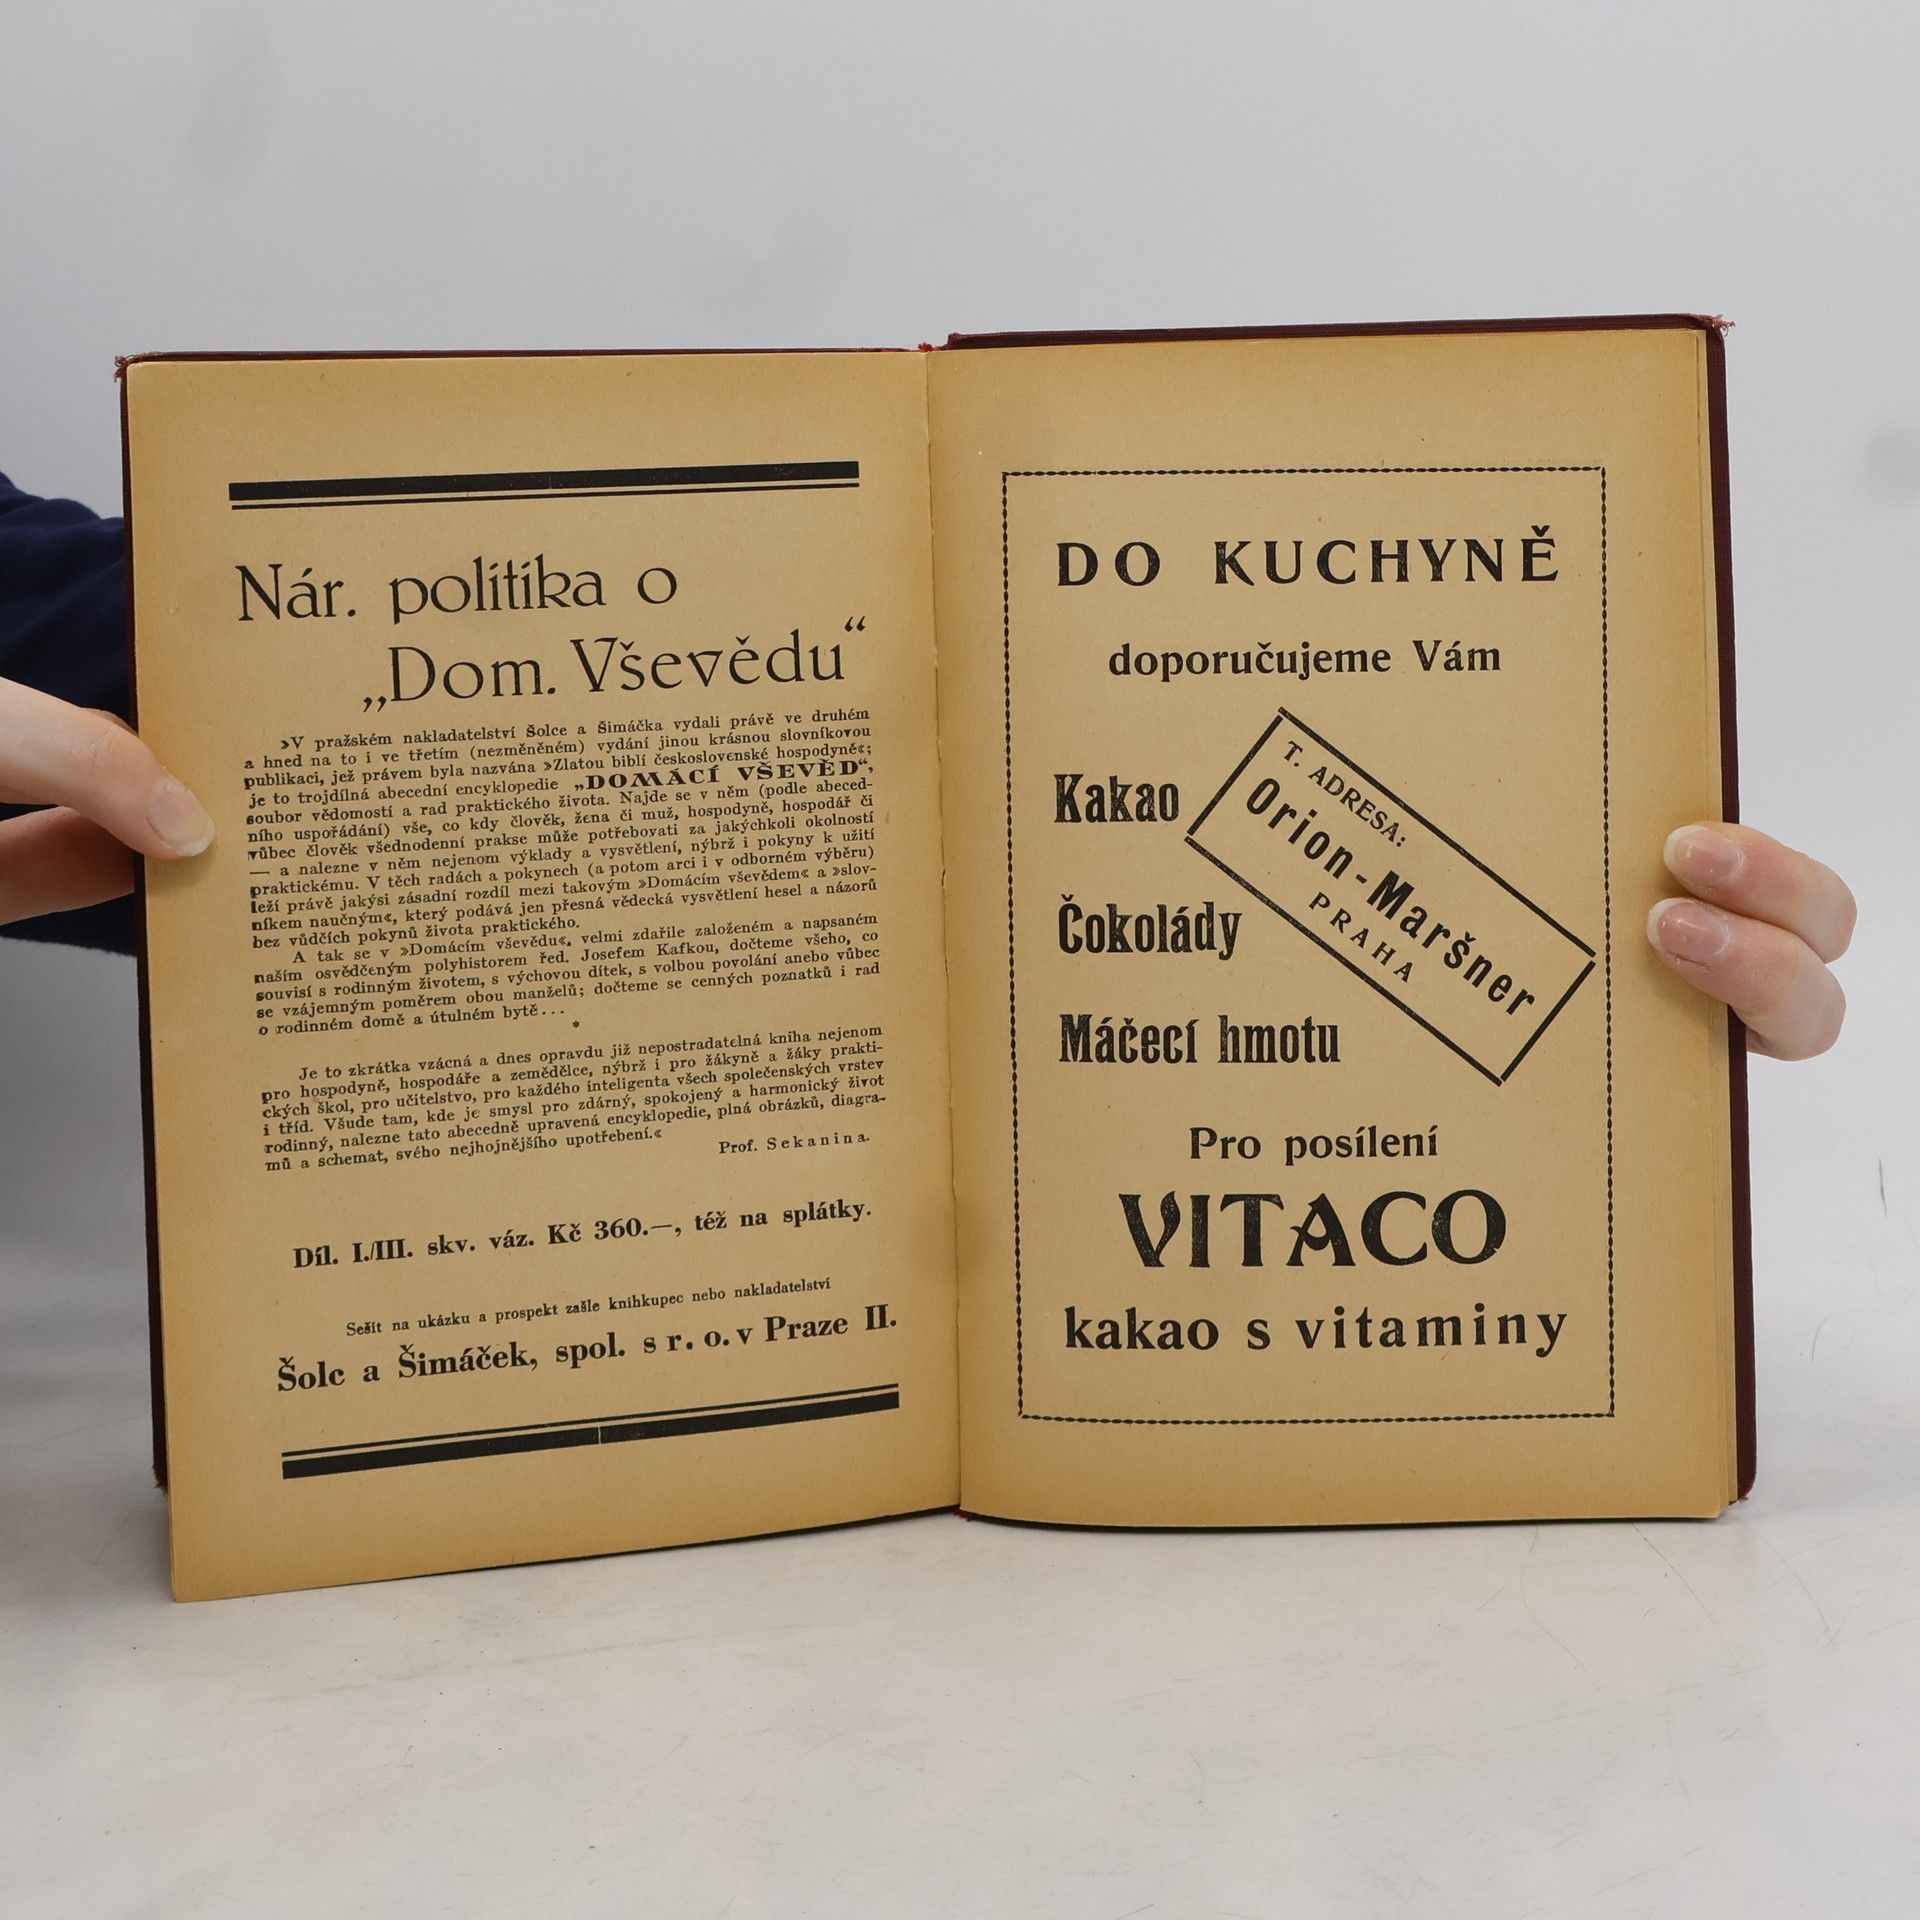 Nár. politika o
„Dom. Vševědu“
»V pražském nakladatelství Šolce a Šimáčka vydali právě ve druhém
a hned na to i ve třetím (nezměněném) vydání jinou krásnou slovníkovou
publikaci, jež právem byla nazvána »Zlatou biblí československé hospodyně«;
je to trojdílná abecední encyklopedie „DOMÁCÍ VŠEVĚD“,
soubor vědomostí a rad praktického života. Najde se v něm (podle abeced-
ního uspořádání) vše, co kdy člověk, žena či muž, hospodyně, hospodář či
vůbec člověk všednodenní prakse může potřebovati za jakýchkoli okolností
— a nalezne v něm nejenom výklady a vysvětlení, nýbrž i pokyny k užití
praktickému. V těch radách a pokynech (a potom arci i v odborném výběru)
leží právě jakýsi zásadní rozdíl mezi takovým »Domácím vševědem« a »slov-
níkem naučným«, který podává jen přesná vědecká vysvětlení hesel a názorů
bez vůdčích pokynů života praktického.
A tak se v »Domácím vševědu«, velmi zdařile založeném a napsaném
naším osvědčeným polyhistorem řed. Josefem Kafkou, dočteme všeho, co
souvisí s rodinným životem, s výchovou dítek, s volbou povolání anebo vůbec
se vzájemným poměrem obou manželů; dočteme se cenných poznatků i rad
o rodinném domě a útulném bytě...
*
Je to zkrátka vzácná a dnes opravdu již nepostradatelná kniha nejenom
pro hospodyně, hospodáře a zemědělce, nýbrž i pro žákyně a žáky prakti-
ckých škol, pro učitelstvo, pro každého inteligenta všech společenských vrstev
i tříd. Všude tam, kde je smysl pro zdárný, spokojený a harmonický život
rodinný, nalezne tato abecedně upravená encyklopedie, plná obrázků, diagra-
mů a schemat, svého nejhojnějšího upotřebení.«
Prof. Sekanina.
Díl. I./III. skv. váz. Kč 360.—, též na splátky.
Sešit na ukázku a prospekt zašle knihkupec nebo nakladatelství
Šolc a Šimáček, spol. s r. o. v Praze II.
DO KUCHYNĚ
doporučujeme Vám
Kakao
Čokolády
Máčecí hmotu
T. ADRESA:
Orion-Maršner
PRAHA
Pro posílení
VITACO
kakao s vitaminy